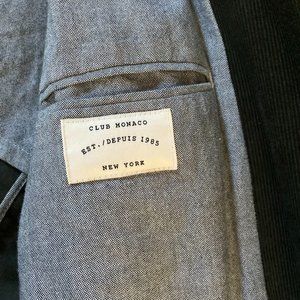 CLUB MONACO
EST./DEPUIS 1985
NEW YORK